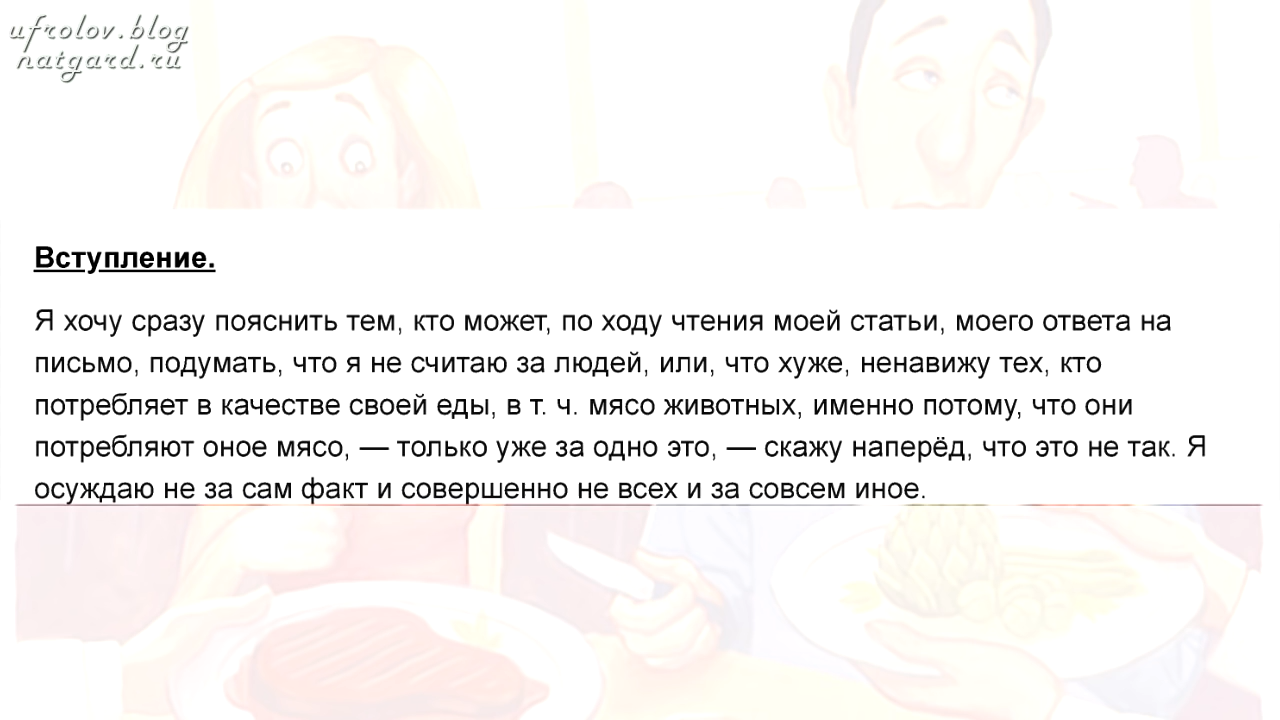 ufrolov.blog
natgard.ru
Вступление.
Я хочу сразу пояснить тем, кто может, по ходу чтения моей статьи, моего ответа на
письмо, подумать, что я не считаю за людей, или, что хуже, ненавижу тех, кто
потребляет в качестве своей еды, в т. ч. мясо животных, именно потому, что они
потребляют оное мясо, — только уже за одно это, — скажу наперёд, что это не так. Я
осуждаю не за сам факт и совершенно не всех и за совсем иное.